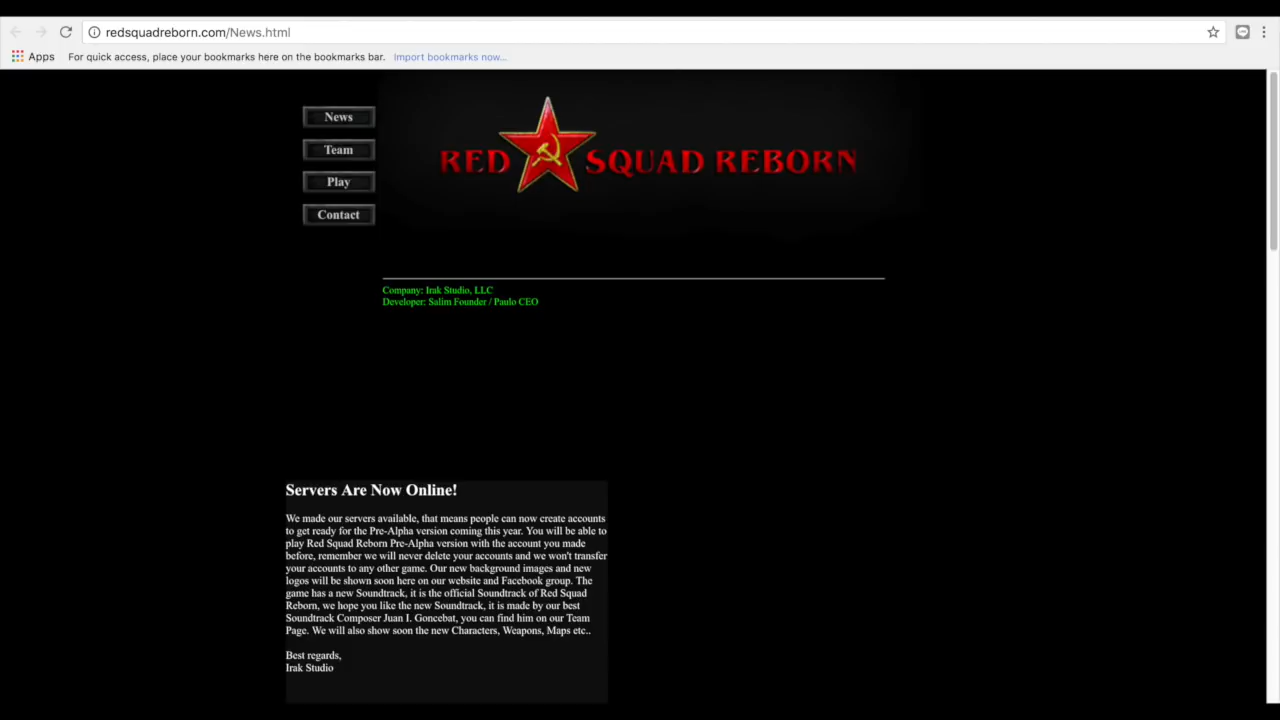 redsquadreborn.com/News.html
Apps For quick access, place your bookmarks here on the bookmarks bar. Import bookmarks now...
News
Team
Play
Contact
RED SQUAD REBORN
Company: Irak Studio, LLC
Developer: Salim Founder / Paulo CEO
Servers Are Now Online!
We made our servers available, that means people can now create accounts
to get ready for the Pre-Alpha version coming this year. You will be able to
play Red Squad Reborn Pre-Alpha version with the account you made
before, remember we will never delete your accounts and we won't transfer
your accounts to any other game. Our new background images and new
logos will be shown soon here on our website and Facebook group. The
game has a new Soundtrack, it is the official Soundtrack of Red Squad
Reborn, we hope you like the new Soundtrack, it is made by our best
Soundtrack Composer Juan I. Goncebat, you can find him on our Team
Page. We will also show soon the new Characters, Weapons, Maps etc..
Best regards,
Irak Studio